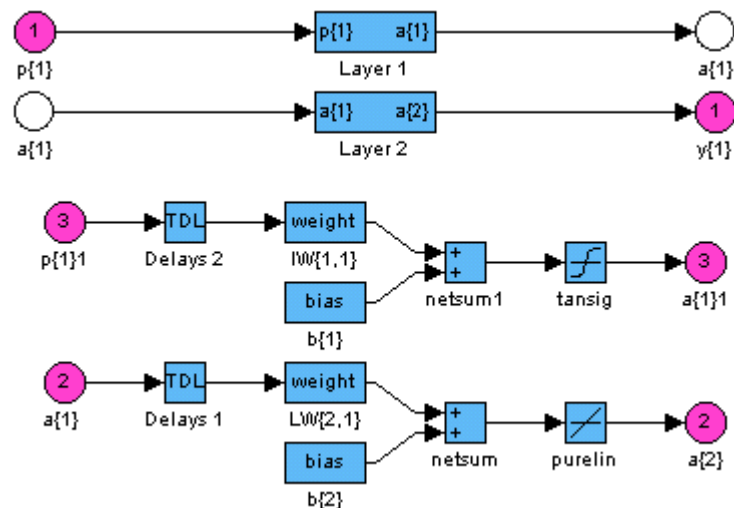 1 p{1} a{1}
p{1} Layer 1 a{1}
a{1} a{2} 1
a{1} Layer 2 y{1}
3 TDL weight + + 3
p{1}1 Delays 2 IW{1,1} netsum1 tansig a{1}1
bias
b{1}
2 TDL weight + + 2
a{1} Delays 1 LW{2,1} netsum purelin a{2}
bias
b{2}